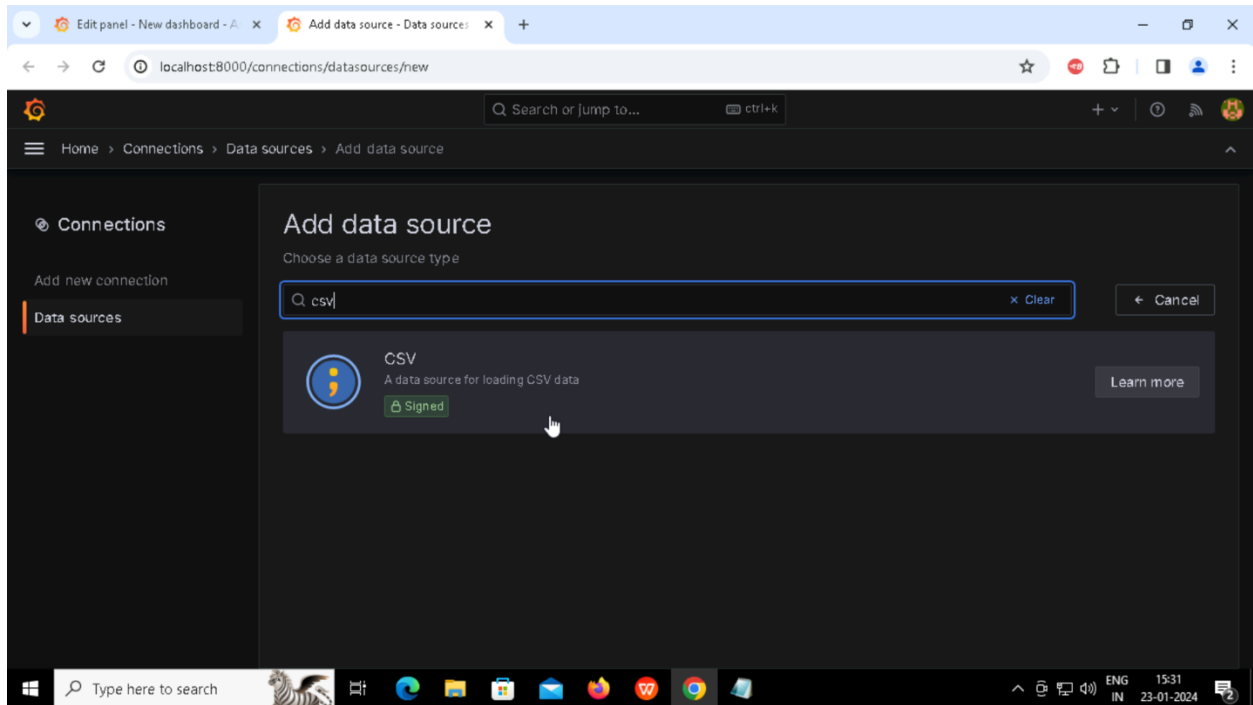 Edit panel - New dashboard - A
Add data source - Data sources
localhost:8000/connections/datasources/new
Search or jump to...
ctrl+k
Home › Connections › Data sources › Add data source
Connections
Add new connection
Data sources
Add data source
Choose a data source type
csv
Clear
Cancel
CSV
A data source for loading CSV data
Signed
Learn more
Type here to search
ENG
IN
15:31
23-01-2024
2